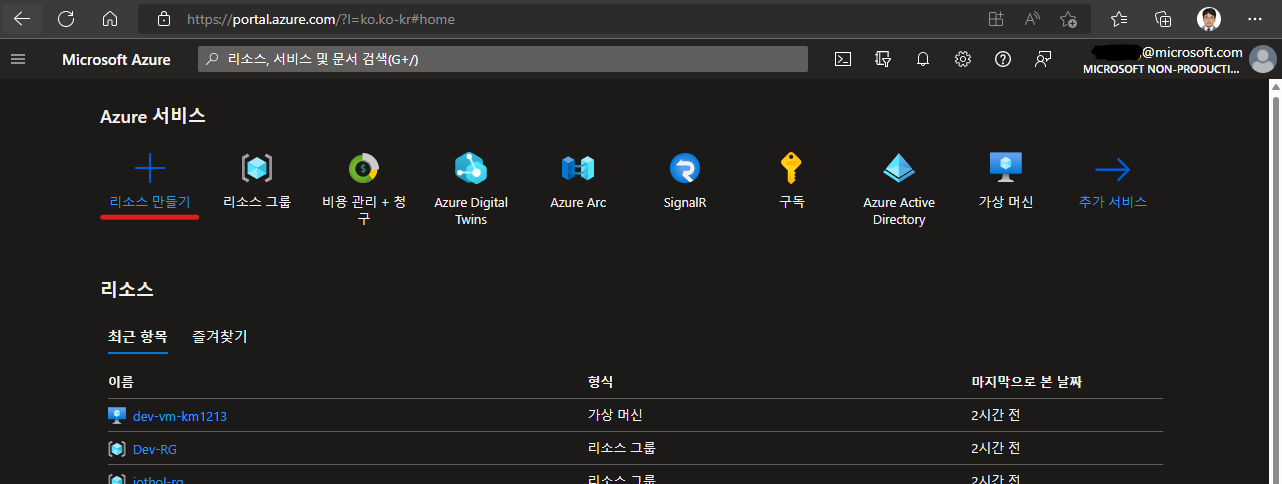 https://portal.azure.com/?l=ko.ko-kr#home
Microsoft Azure
리소스, 서비스 및 문서 검색(G+/)
@microsoft.com
MICROSOFT NON-PRODUCTI...
Azure 서비스
리소스 만들기
리소스 그룹
비용 관리 + 청
구
Azure Digital
Twins
Azure Arc
SignalR
구독
Azure Active
Directory
가상 머신
추가 서비스
리소스
최근 항목 즐겨찾기
이름 형식 마지막으로 본 날짜
dev-vm-km1213 가상 머신 2시간 전
Dev-RG 리소스 그룹 2시간 전
iothol-rg 리소스 그룹 2시간 전